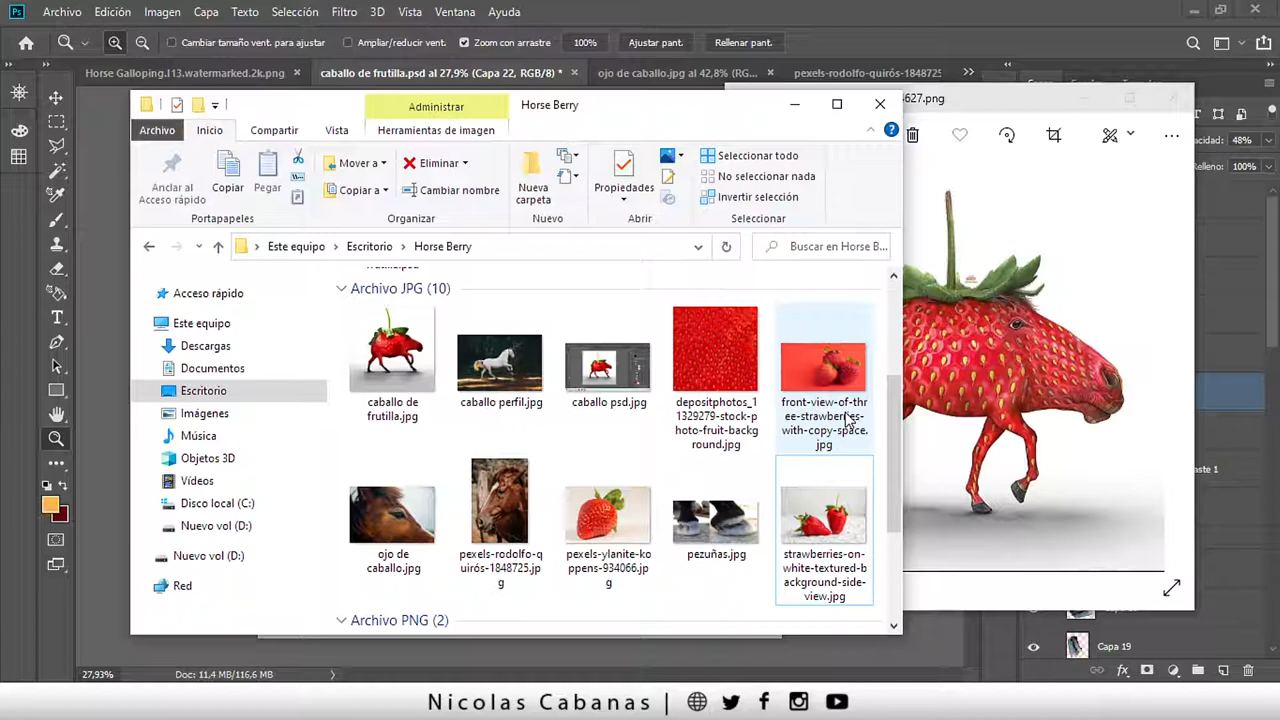 Archivo Edición Imagen Capa Texto Selección Filtro 3D Vista Ventana Ayuda
Cambiar tamaño vent. para ajustar Ampliar/reducir vent. Zoom con arrastre 100% Ajustar pant. Rellenar pant.
Horse Galloping.I13.watermarked.2k.png caballo de frutilla.psd al 27,9% (Capa 22, RGB/8) * ojo de caballo.jpg al 42,8% (RG... pexels-rodolfo-quirós-1848725
627.png
Administrar Horse Berry
Archivo Inicio Compartir Vista Herramientas de imagen
Anclar al
Acceso rápido
Copiar
Pegar
Portapapeles
Mover a
Copiar a
Eliminar
Cambiar nombre
Organizar
Nueva
carpeta
Nuevo
Propiedades
Abrir
Seleccionar todo
No seleccionar nada
Invertir selección
Seleccionar
48%
100%
Este equipo Escritorio Horse Berry
Buscar en Horse B...
Acceso rápido
Este equipo
Descargas
Documentos
Escritorio
Imágenes
Música
Objetos 3D
Vídeos
Disco local (C:)
Nuevo vol (D:)
Nuevo vol (D:)
Red
Archivo JPG (10)
caballo de
frutilla.jpg
caballo perfil.jpg
caballo psd.jpg
depositphotos_1
1329279-stock-p
hoto-fruit-backg
round.jpg
front-view-of-thr
ee-strawberries-
with-copy-space.
jpg
ojo de
caballo.jpg
pexels-rodolfo-q
uirós-1848725.jp
g
pexels-ylanite-ko
ppens-934066.jp
g
pezuñas.jpg
strawberries-on-
white-textured-b
ackground-side-
view.jpg
Archivo PNG (2)
Capa 19
27,93% Doc: 11,4 MB/116,6 MB
Nicolas Cabanas |